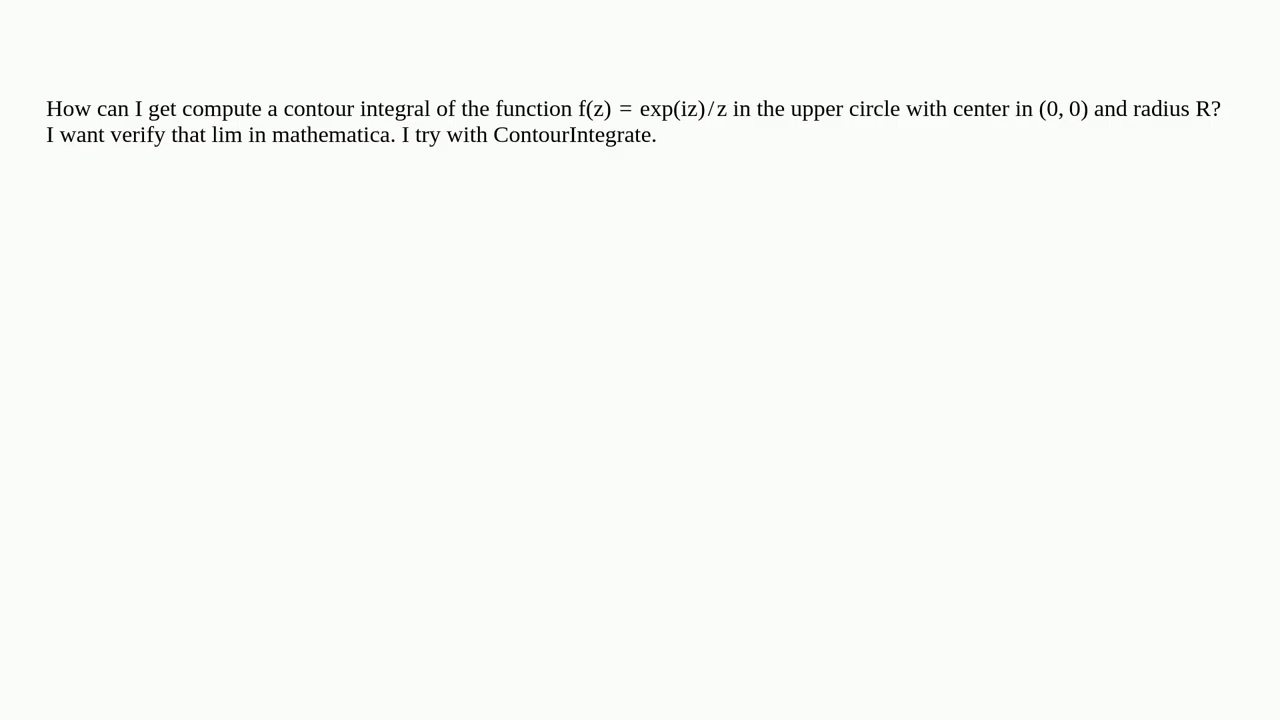 How can I get compute a contour integral of the function f(z) = exp(iz)/z in the upper circle with center in (0, 0) and radius R?
I want verify that lim in mathematica. I try with ContourIntegrate.